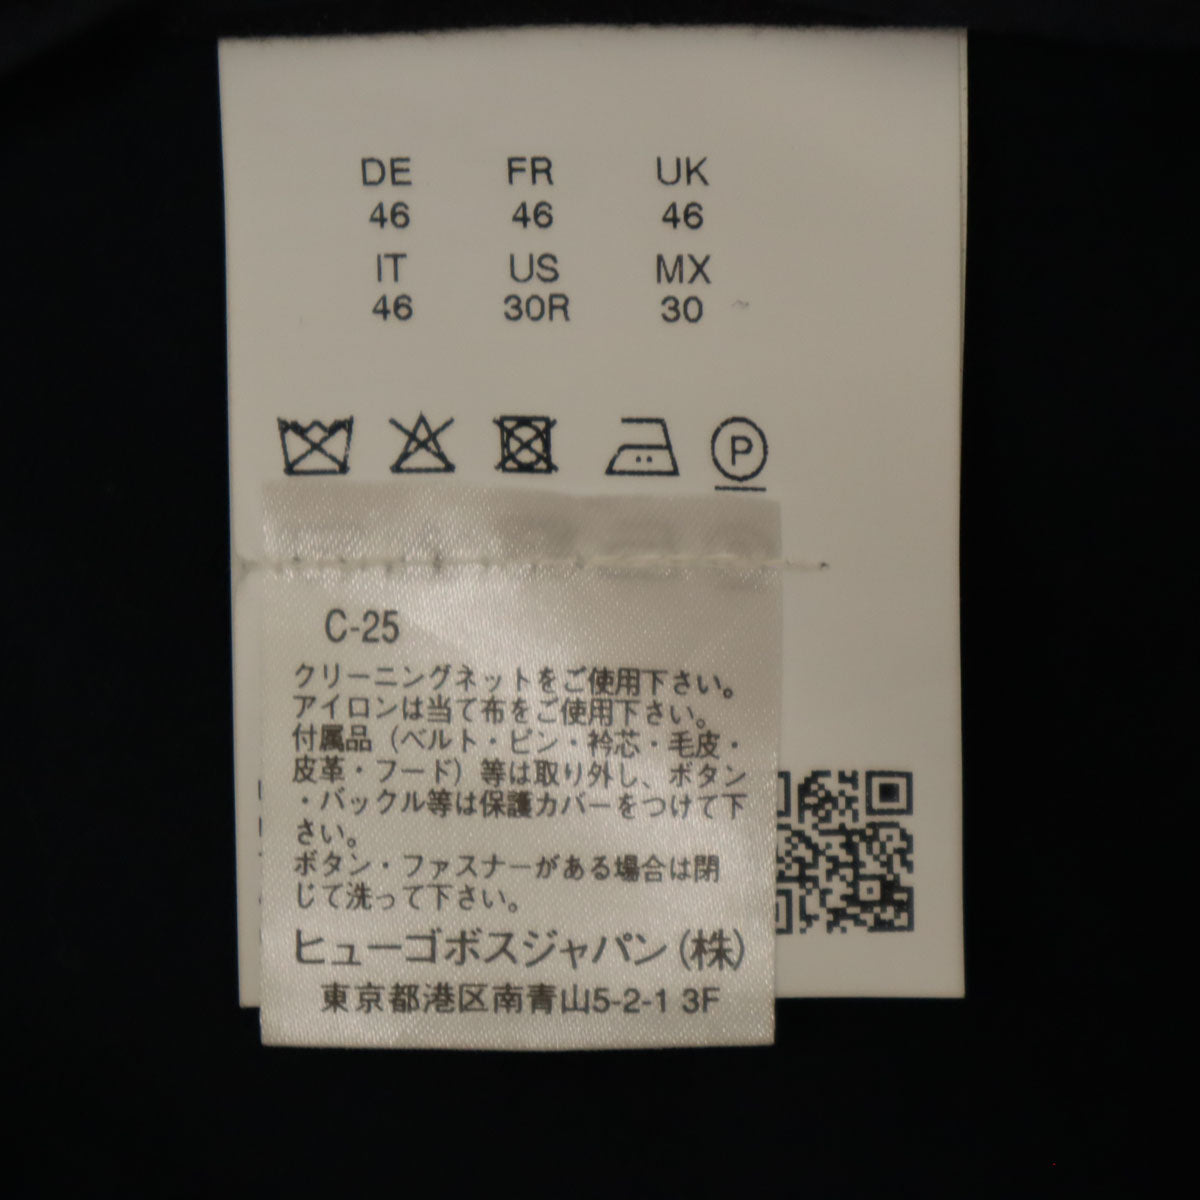 DE FR UK
46 46 46
IT US MX
46 30R 30
P
C-25
クリーニングネットをご使用下さい。
アイロンは当て布をご使用下さい。
付属品（ベルト・ピン・衿芯・毛皮・
皮革・フード）等は取り外し、ボタン
・バックル等は保護カバーをつけて下
さい。
ボタン・ファスナーがある場合は閉
じて洗って下さい。
ヒューゴボスジャパン（株）
東京都港区南青山5-2-1 3F